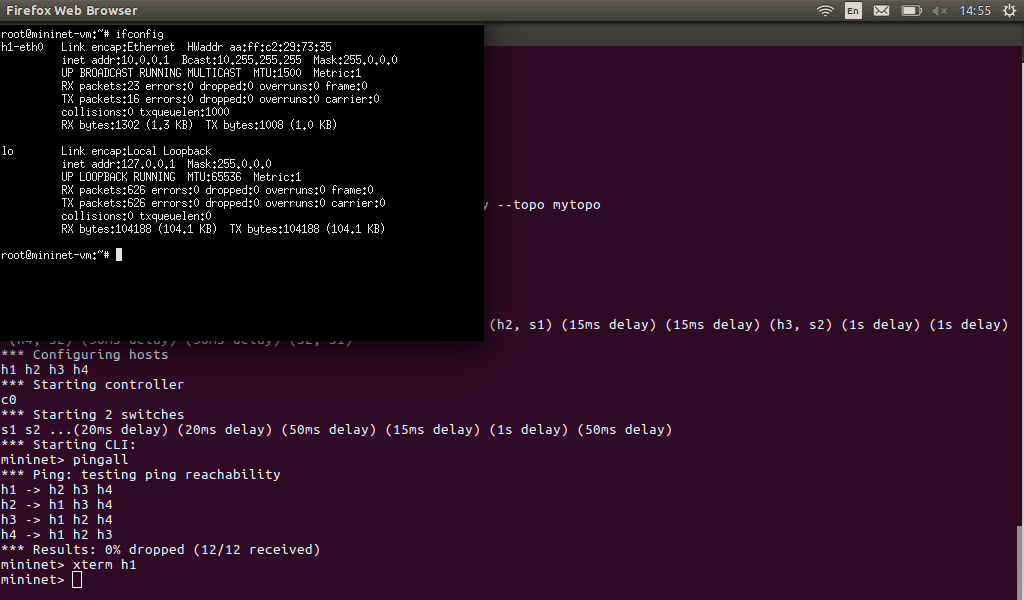 Firefox Web Browser
En
14:55
root@mininet-vm:~# ifconfig
h1-eth0 Link encap:Ethernet HWaddr aa:ff:c2:29:73:35
inet addr:10.0.0.1 Bcast:10.255.255.255 Mask:255.0.0.0
UP BROADCAST RUNNING MULTICAST MTU:1500 Metric:1
RX packets:23 errors:0 dropped:0 overruns:0 frame:0
TX packets:16 errors:0 dropped:0 overruns:0 carrier:0
collisions:0 txqueuelen:1000
RX bytes:1302 (1.3 KB) TX bytes:1008 (1.0 KB)
lo Link encap:Local Loopback
inet addr:127.0.0.1 Mask:255.0.0.0
UP LOOPBACK RUNNING MTU:65536 Metric:1
RX packets:626 errors:0 dropped:0 overruns:0 frame:0
TX packets:626 errors:0 dropped:0 overruns:0 carrier:0
collisions:0 txqueuelen:0
RX bytes:104188 (104.1 KB) TX bytes:104188 (104.1 KB)
root@mininet-vm:~#
--topo mytopo
(h2, s1) (15ms delay) (15ms delay) (h3, s2) (1s delay) (1s delay)
(h4, s2) (50ms delay) (50ms delay) (s2, s1)
*** Configuring hosts
h1 h2 h3 h4
*** Starting controller
c0
*** Starting 2 switches
s1 s2 ...(20ms delay) (20ms delay) (50ms delay) (15ms delay) (1s delay) (50ms delay)
*** Starting CLI:
mininet> pingall
*** Ping: testing ping reachability
h1 -> h2 h3 h4
h2 -> h1 h3 h4
h3 -> h1 h2 h4
h4 -> h1 h2 h3
*** Results: 0% dropped (12/12 received)
mininet> xterm h1
mininet>